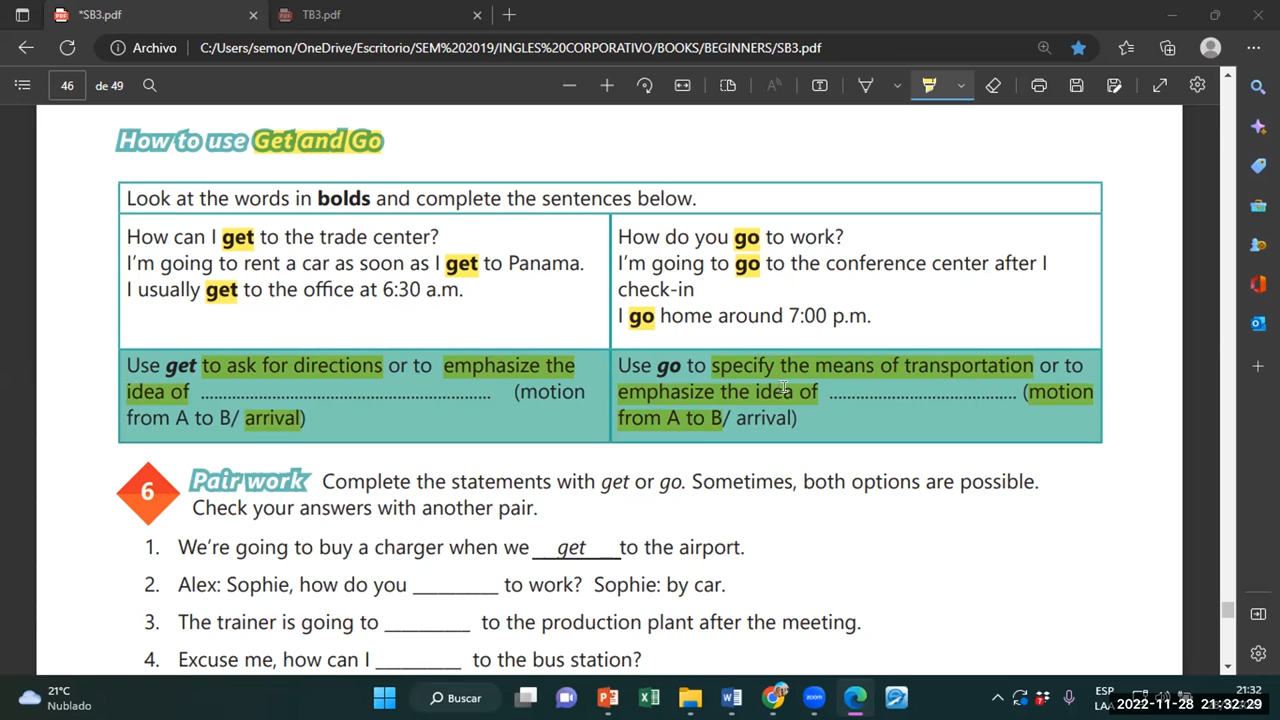 *SB3.pdf
TB3.pdf
Archivo
C:/Users/semon/OneDrive/Escritorio/SEM%202019/INGLES%20CORPORATIVO/BOOKS/BEGINNERS/SB3.pdf
46 de 49
How to use Get and Go
Look at the words in bolds and complete the sentences below.
How can I get to the trade center?
I'm going to rent a car as soon as I get to Panama.
I usually get to the office at 6:30 a.m.
How do you go to work?
I'm going to go to the conference center after I
check-in
I go home around 7:00 p.m.
Use get to ask for directions or to emphasize the
idea of ...................................................... (motion
from A to B/ arrival)
Use go to specify the means of transportation or to
emphasize the idea of ................................... (motion
from A to B/ arrival)
6 Pair work Complete the statements with get or go. Sometimes, both options are possible.
Check your answers with another pair.
1. We're going to buy a charger when we __get___to the airport.
2. Alex: Sophie, how do you ________ to work? Sophie: by car.
3. The trainer is going to ________ to the production plant after the meeting.
4. Excuse me, how can I ________ to the bus station?
21°C
Nublado
Buscar
ESP
LAA
21:32
2022-11-28 21:32:29